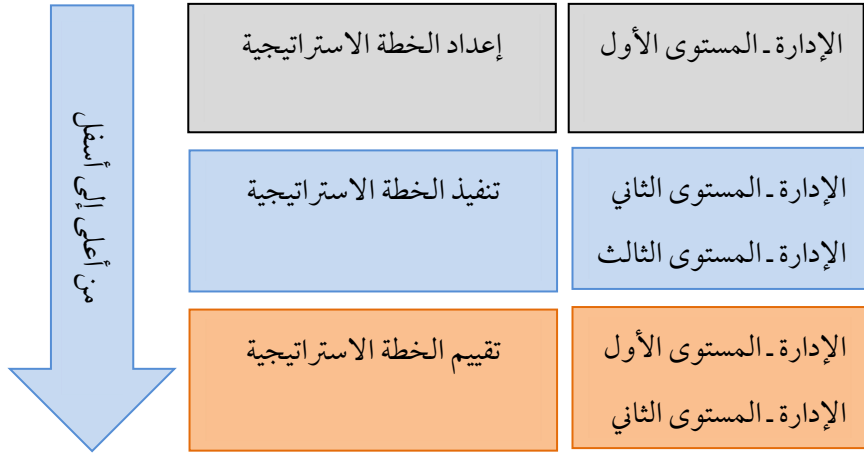 الإدارة ـ المستوى الأول
إعداد الخطة الاستراتيجية
الإدارة ـ المستوى الثاني
الإدارة ـ المستوى الثالث
تنفيذ الخطة الاستراتيجية
الإدارة ـ المستوى الأول
الإدارة ـ المستوى الثاني
تقييم الخطة الاستراتيجية
من أعلى إلى أسفل